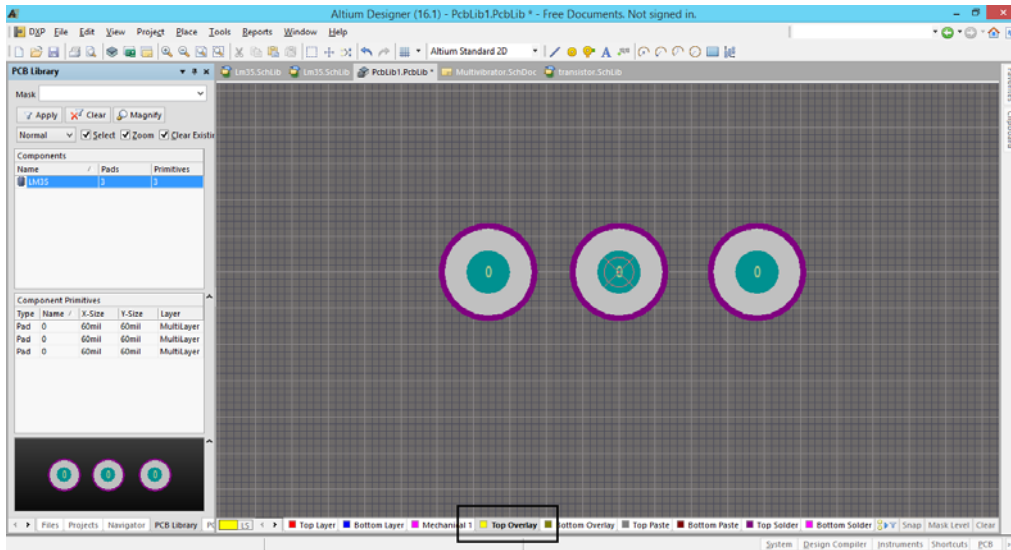 Altium Designer (16.1) - PcbLib1.PcbLib * - Free Documents. Not signed in.
DXP File Edit View Project Place Tools Reports Window Help
Altium Standard 2D
PCB Library
Lm35.SchLib Lm35.SchLib PcbLib1.PcbLib * Multivibrator.SchDoc transistor.SchLib
Mask
Apply Clear Magnify
Normal Select Zoom Clear Existin
Components
Name / Pads Primitives
LM35 3 3
0 0 0
Component Primitives
Type Name / X-Size Y-Size Layer
Pad 0 60mil 60mil MultiLayer
Pad 0 60mil 60mil MultiLayer
Pad 0 60mil 60mil MultiLayer
0 0 0
Files Projects Navigator PCB Library PC LS Top Layer Bottom Layer Mechanical 1 Top Overlay Bottom Overlay Top Paste Bottom Paste Top Solder Bottom Solder Snap Mask Level Clear
System Design Compiler Instruments Shortcuts PCB
Favorites
Clipboard